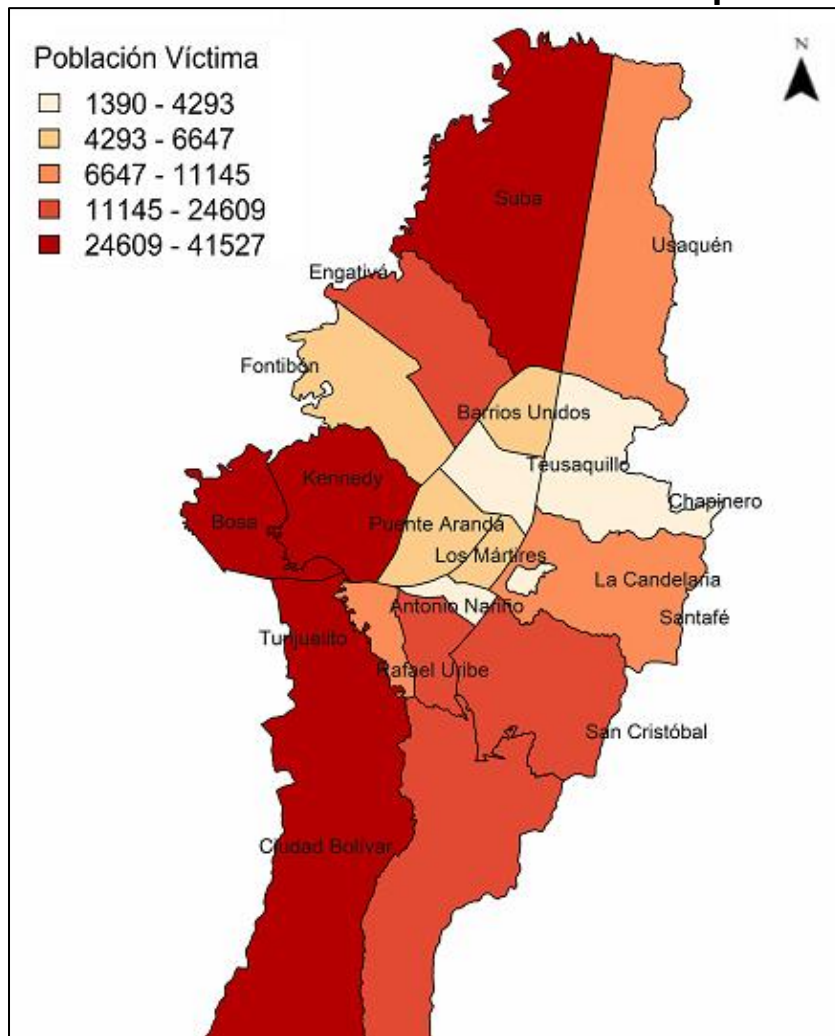 Población Víctima
N
1390 - 4293
4293 - 6647
6647 - 11145
11145 - 24609
24609 - 41527
Suba
Usaquén
Engativá
Fontibón
Barrios Unidos
Teusaquillo
Kennedy
Chapinero
Bosa
Puente Aranda
Los Mártires
La Candelaria
Antonio Nariño
Santafé
Tunjuelito
Rafael Uribe
San Cristóbal
Ciudad Bolívar